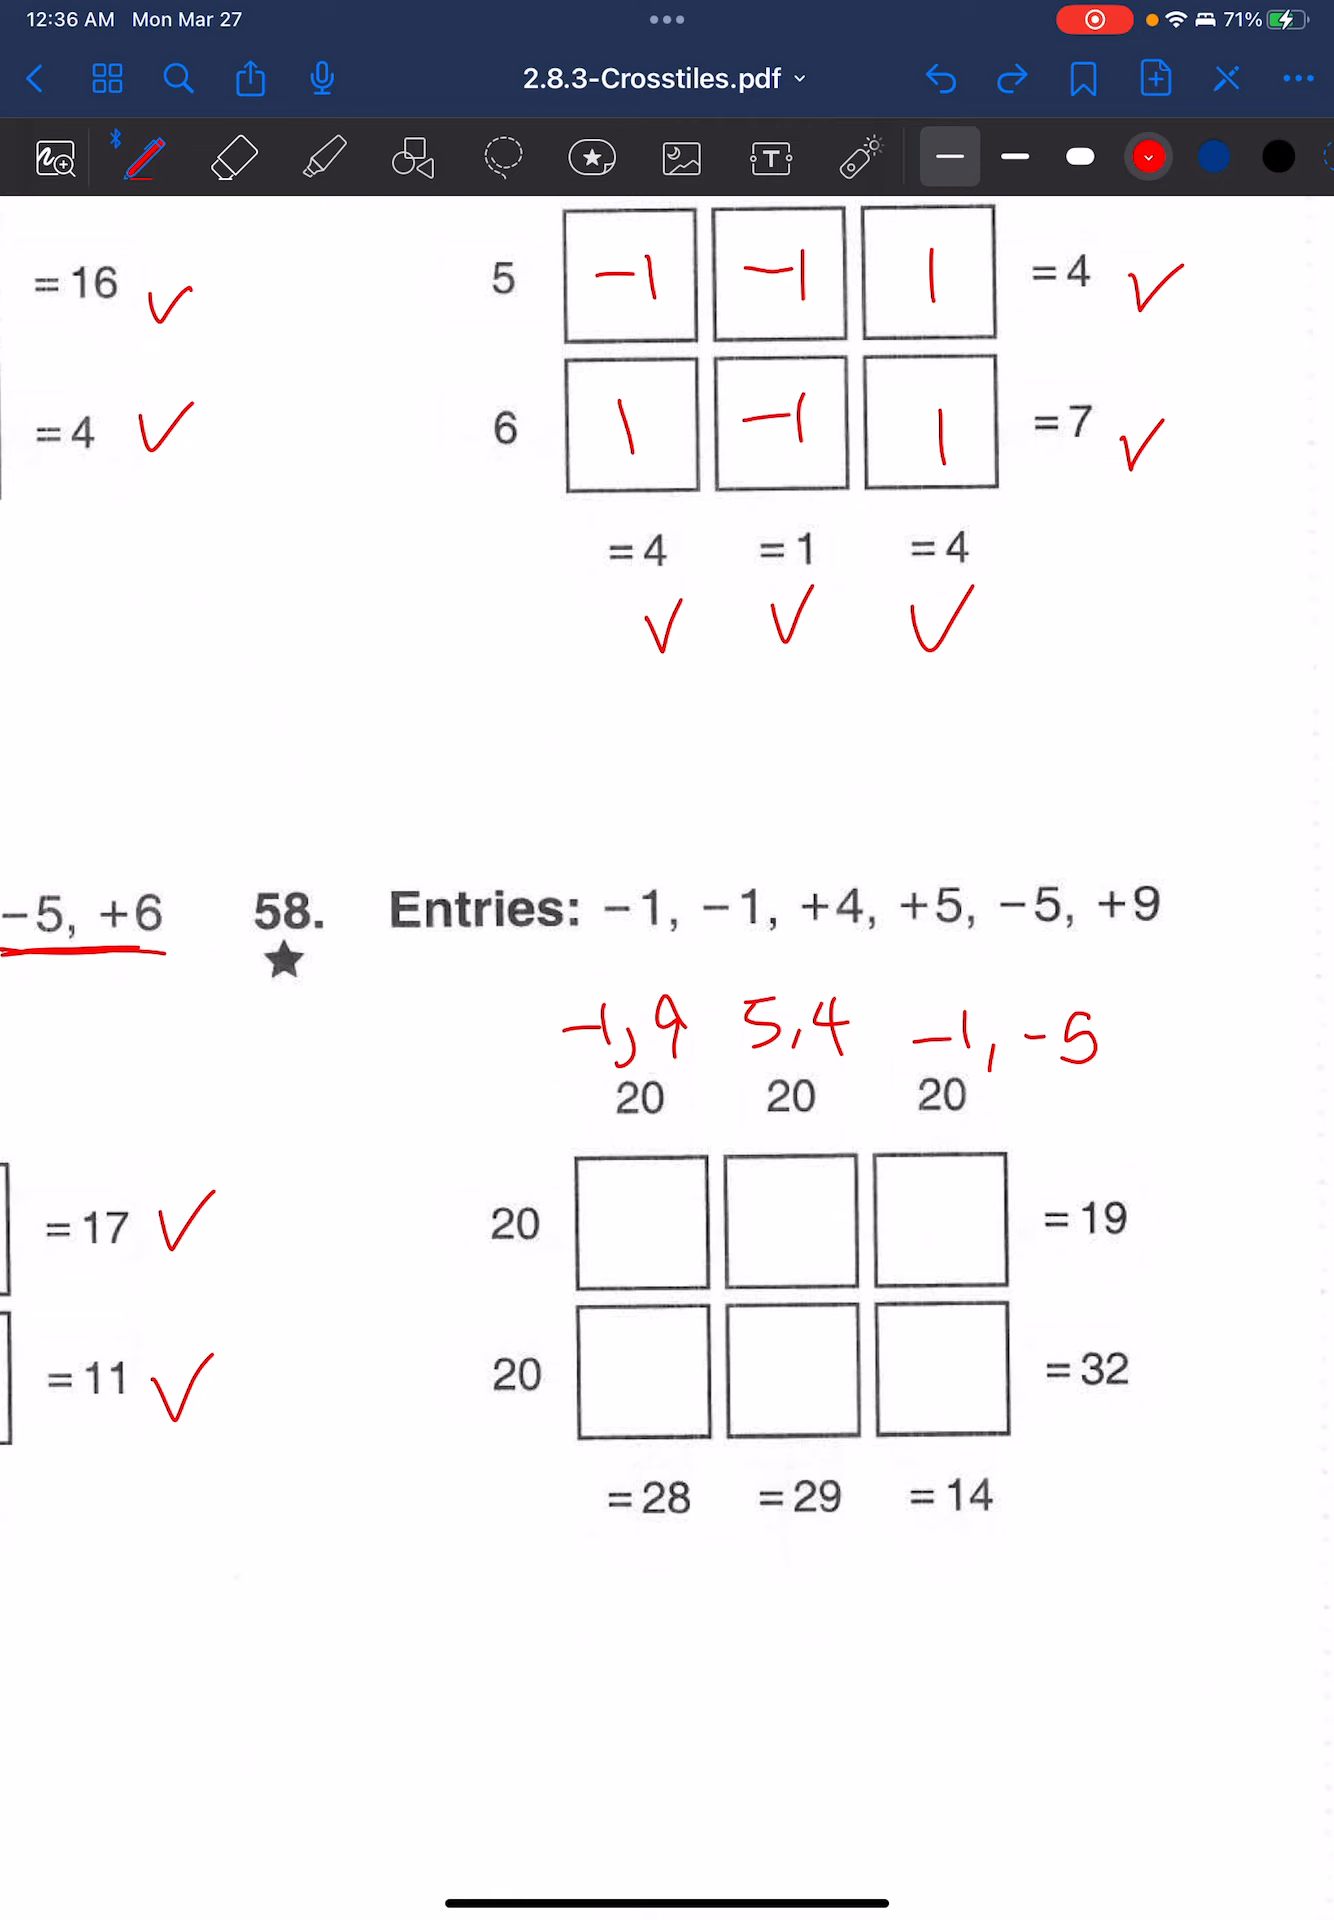 12:36 AM Mon Mar 27
71%
2.8.3-Crosstiles.pdf
T
= 16
= 4
5 -1 -1 1 = 4
6 1 -1 1 = 7
= 4 = 1 = 4
-5, +6
58. Entries: -1, -1, +4, +5, -5, +9
-1, 9 5, 4 -1, -5
20 20 20
= 17
20 = 19
= 11
20 = 32
= 28 = 29 = 14